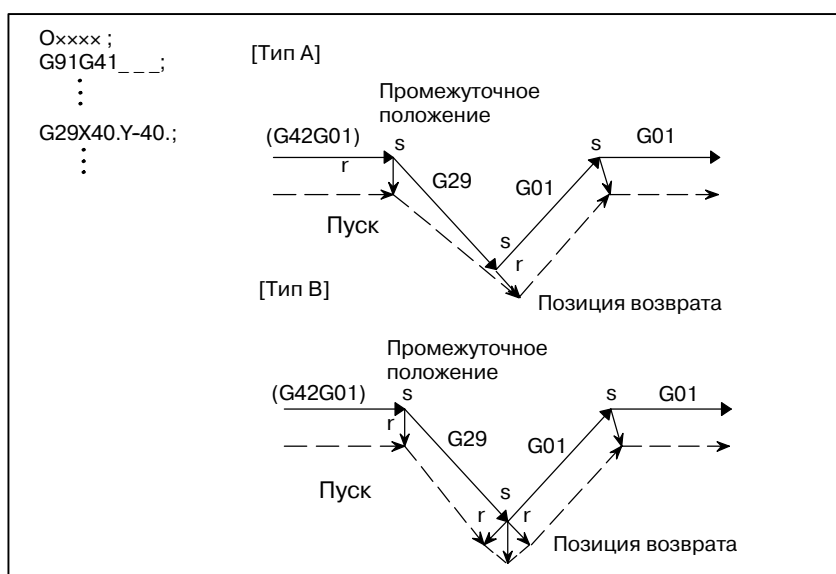 O×××× ;
G91G41_ _ _;
G29X40.Y-40.;
[Тип A]
Промежуточное
положение
(G42G01)
s
s
G01
r
G29
G01
Пуск
s
r
Позиция возврата
[Тип B]
Промежуточное
положение
(G42G01)
s
s
G01
r
G29
G01
Пуск
s
r
r
Позиция возврата